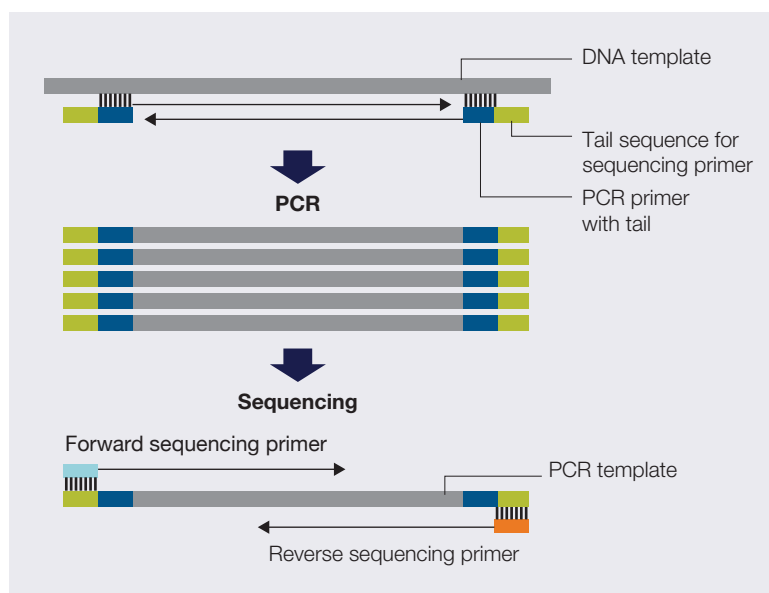 DNA template
Tail sequence for
sequencing primer
PCR primer
with tail
PCR
Sequencing
Forward sequencing primer
PCR template
Reverse sequencing primer